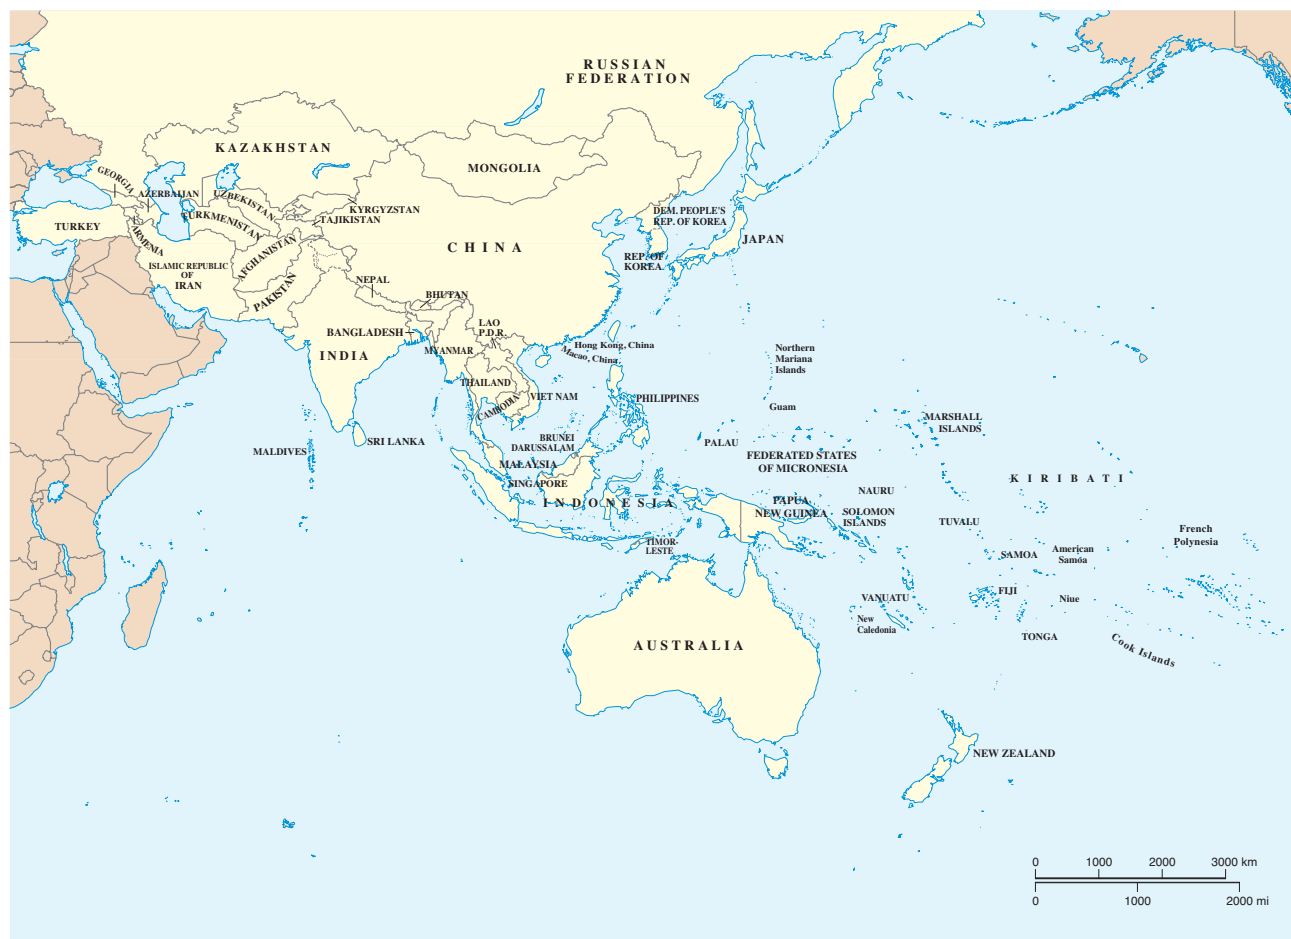 RUSSIAN
FEDERATION
KAZAKHSTAN
MONGOLIA
GEORGIA
AZERBAIJAN
UZBEKISTAN
KYRGYZSTAN
TURKMENISTAN
TAJIKISTAN
DEM. PEOPLE'S
REP. OF KOREA
TURKEY
ARMENIA
AFGHANISTAN
CHINA
JAPAN
ISLAMIC REPUBLIC
OF
IRAN
REP. OF
KOREA
PAKISTAN
NEPAL
BHUTAN
BANGLADESH
LAO
P.D.R.
INDIA
MYANMAR
Hong Kong, China
Macao, China
Northern
Mariana
Islands
THAILAND
CAMBODIA
VIET NAM
PHILIPPINES
Guam
MARSHALL
ISLANDS
MALDIVES
SRI LANKA
BRUNEI
DARUSSALAM
PALAU
FEDERATED STATES
OF MICRONESIA
MALAYSIA
SINGAPORE
KIRIBATI
INDONESIA
PAPUA
NEW GUINEA
NAURU
SOLOMON
ISLANDS
TUVALU
French
Polynesia
TIMOR-
LESTE
SAMOA
American
Samoa
VANUATU
FIJI
Niue
New
Caledonia
TONGA
Cook Islands
AUSTRALIA
NEW ZEALAND
0 1000 2000 3000 km
0 1000 2000 mi